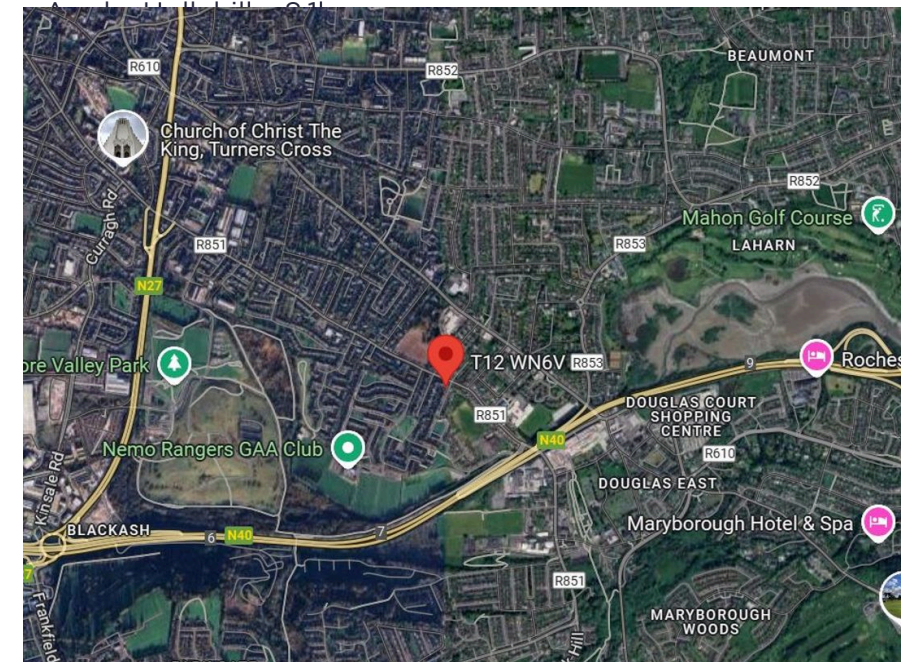 BEAUMONT
R610
R852
Church of Christ The
King, Turners Cross
R852
Mahon Golf Course
Curragh Rd
R851
R853
LAHARN
N27
ore Valley Park
T12 WN6V
R853
9
Roches
R851
DOUGLAS COURT
SHOPPING
CENTRE
N40
Nemo Rangers GAA Club
R610
Kinsale Rd
DOUGLAS EAST
BLACKASH
6
N40
7
Maryborough Hotel & Spa
7
R851
Frankfield
MARYBOROUGH
WOODS
Hill